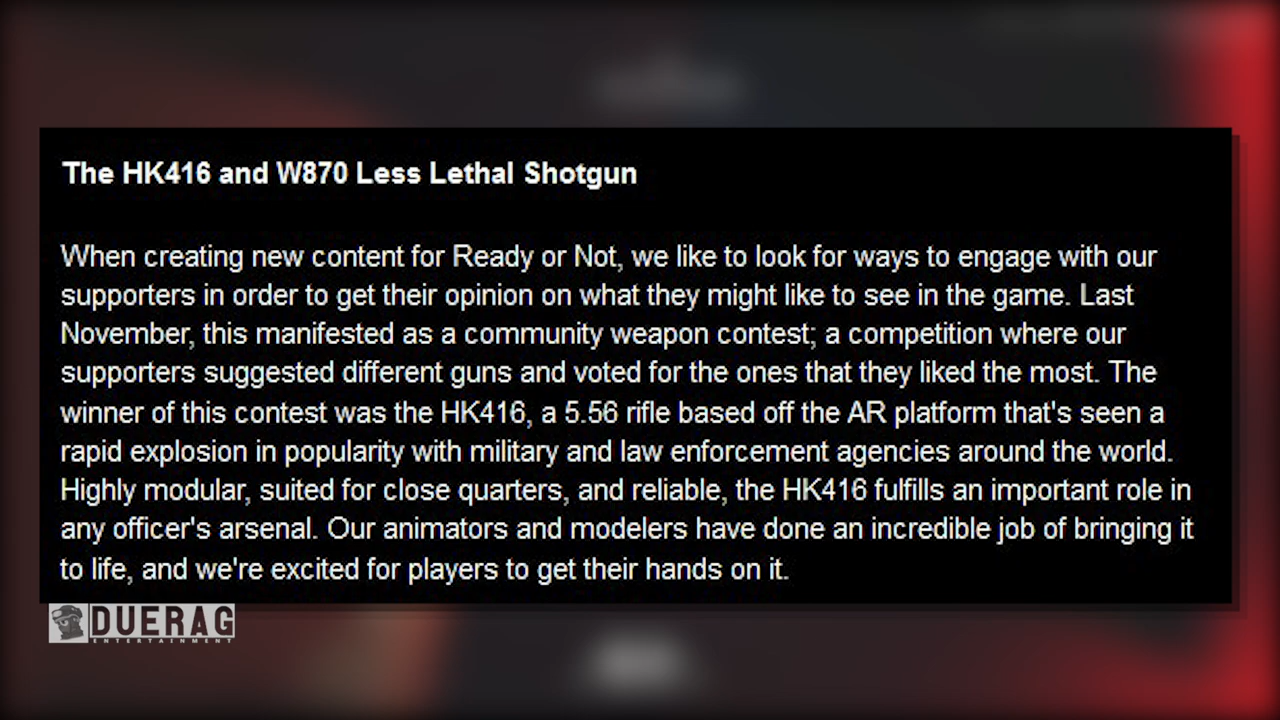 The HK416 and W870 Less Lethal Shotgun
When creating new content for Ready or Not, we like to look for ways to engage with our
supporters in order to get their opinion on what they might like to see in the game. Last
November, this manifested as a community weapon contest; a competition where our
supporters suggested different guns and voted for the ones that they liked the most. The
winner of this contest was the HK416, a 5.56 rifle based off the AR platform that's seen a
rapid explosion in popularity with military and law enforcement agencies around the world.
Highly modular, suited for close quarters, and reliable, the HK416 fulfills an important role in
any officer's arsenal. Our animators and modelers have done an incredible job of bringing it
to life, and we're excited for players to get their hands on it.
DUERAG
ENTERTAINMENT